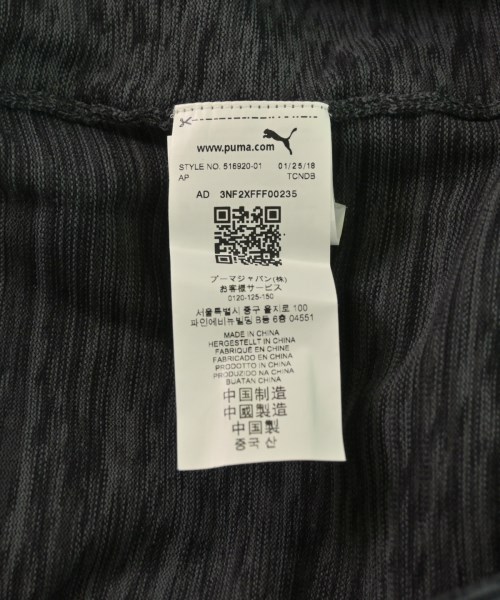 www.puma.com
STYLE NO. 516920-01 01/25/18
AP TCNDB
AD 3NF2XFFF00235
プーマジャパン(株)
お客様サービス
0120-125-150
서울특별시 중구 을지로 100
파인에비뉴빌딩 B동 6층 04551
MADE IN CHINA
HERGESTELLT IN CHINA
FABRIQUÉ EN CHINE
FABRICADO EN CHINA
PRODOTTO IN CHINA
PRODUZIDO NA CHINA
BUATAN CHINA
中国制造
中國製造
中国製
중국 산